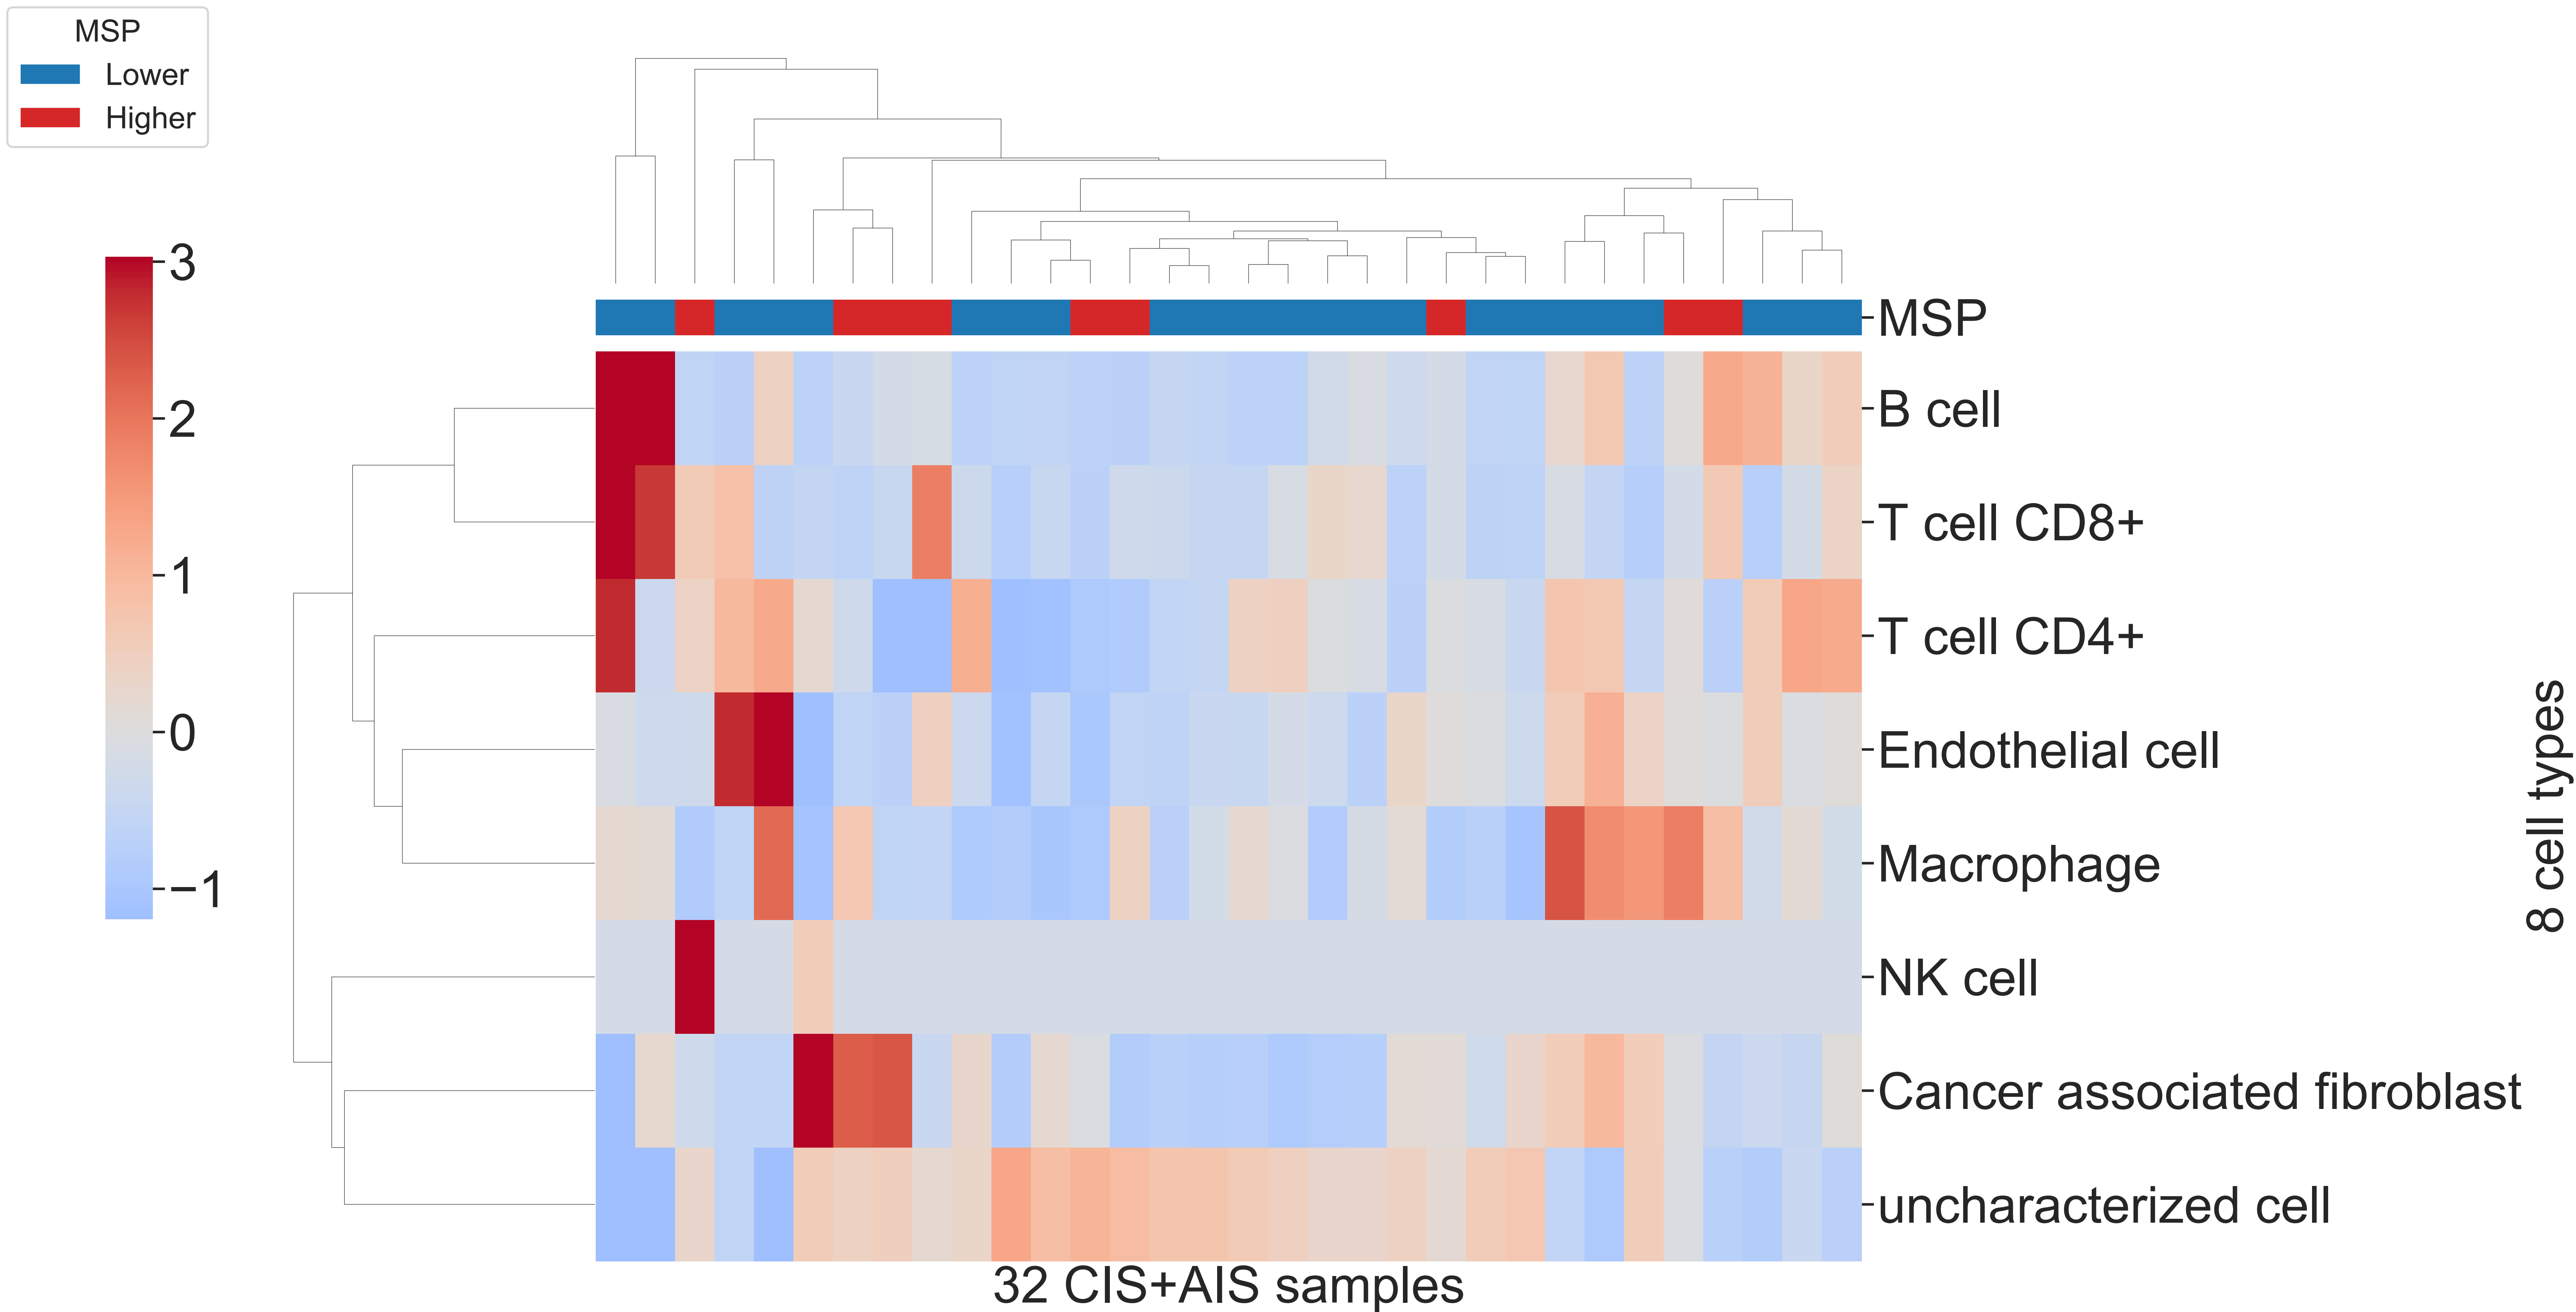 MSP
Lower
Higher
3
2
1
0
−1
MSP
B cell
T cell CD8+
T cell CD4+
Endothelial cell
Macrophage
NK cell
Cancer associated fibroblast
uncharacterized cell
8 cell types
32 CIS+AIS samples